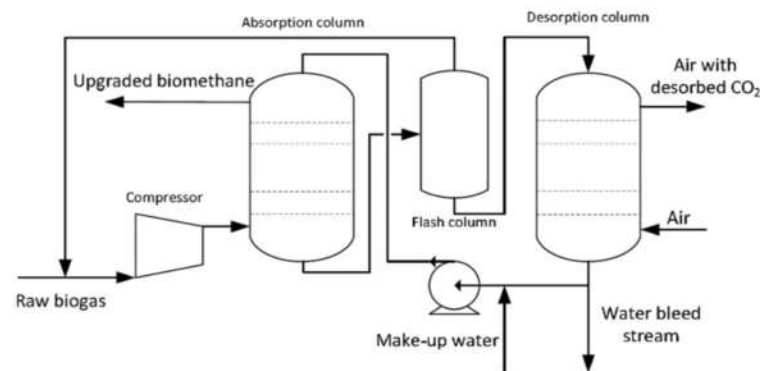 Absorption column
Desorption column
Upgraded biomethane
Air with
desorbed CO₂
Compressor
Flash column
Air
Raw biogas
Make-up water
Water bleed
stream